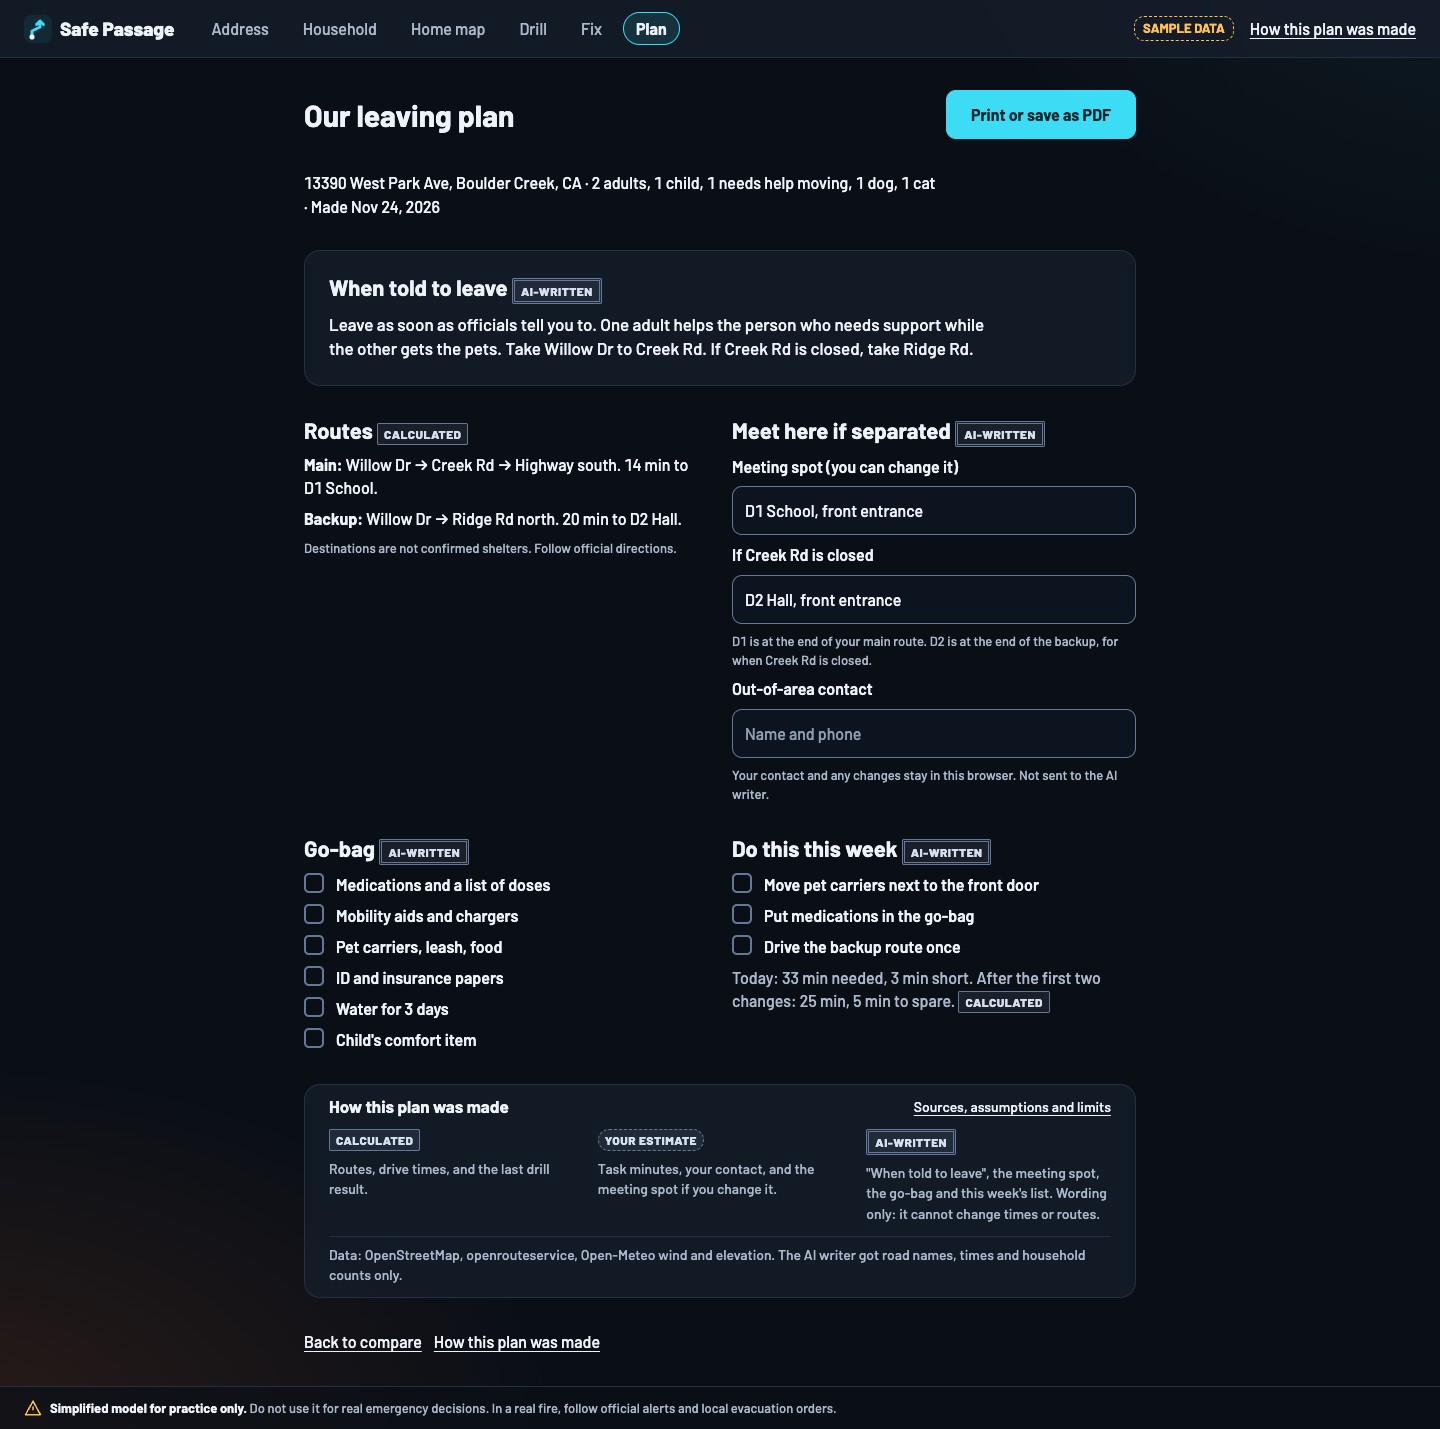 Safe Passage
Address
Household
Home map
Drill
Fix
Plan
SAMPLE DATA
How this plan was made
Our leaving plan
Print or save as PDF
13390 West Park Ave, Boulder Creek, CA · 2 adults, 1 child, 1 needs help moving, 1 dog, 1 cat
· Made Nov 24, 2026
When told to leave AI-WRITTEN
Leave as soon as officials tell you to. One adult helps the person who needs support while
the other gets the pets. Take Willow Dr to Creek Rd. If Creek Rd is closed, take Ridge Rd.
Routes CALCULATED
Main: Willow Dr → Creek Rd → Highway south. 14 min to
D1 School.
Backup: Willow Dr → Ridge Rd north. 20 min to D2 Hall.
Destinations are not confirmed shelters. Follow official directions.
Meet here if separated AI-WRITTEN
Meeting spot (you can change it)
D1 School, front entrance
If Creek Rd is closed
D2 Hall, front entrance
D1 is at the end of your main route. D2 is at the end of the backup, for
when Creek Rd is closed.
Out-of-area contact
Name and phone
Your contact and any changes stay in this browser. Not sent to the AI
writer.
Go-bag AI-WRITTEN
Medications and a list of doses
Mobility aids and chargers
Pet carriers, leash, food
ID and insurance papers
Water for 3 days
Child's comfort item
Do this this week AI-WRITTEN
Move pet carriers next to the front door
Put medications in the go-bag
Drive the backup route once
Today: 33 min needed, 3 min short. After the first two
changes: 25 min, 5 min to spare. CALCULATED
How this plan was made
Sources, assumptions and limits
CALCULATED
Routes, drive times, and the last drill
result.
YOUR ESTIMATE
Task minutes, your contact, and the
meeting spot if you change it.
AI-WRITTEN
"When told to leave", the meeting spot,
the go-bag and this week's list. Wording
only: it cannot change times or routes.
Data: OpenStreetMap, openrouteservice, Open-Meteo wind and elevation. The AI writer got road names, times and household
counts only.
Back to compare
How this plan was made
Simplified model for practice only. Do not use it for real emergency decisions. In a real fire, follow official alerts and local evacuation orders.